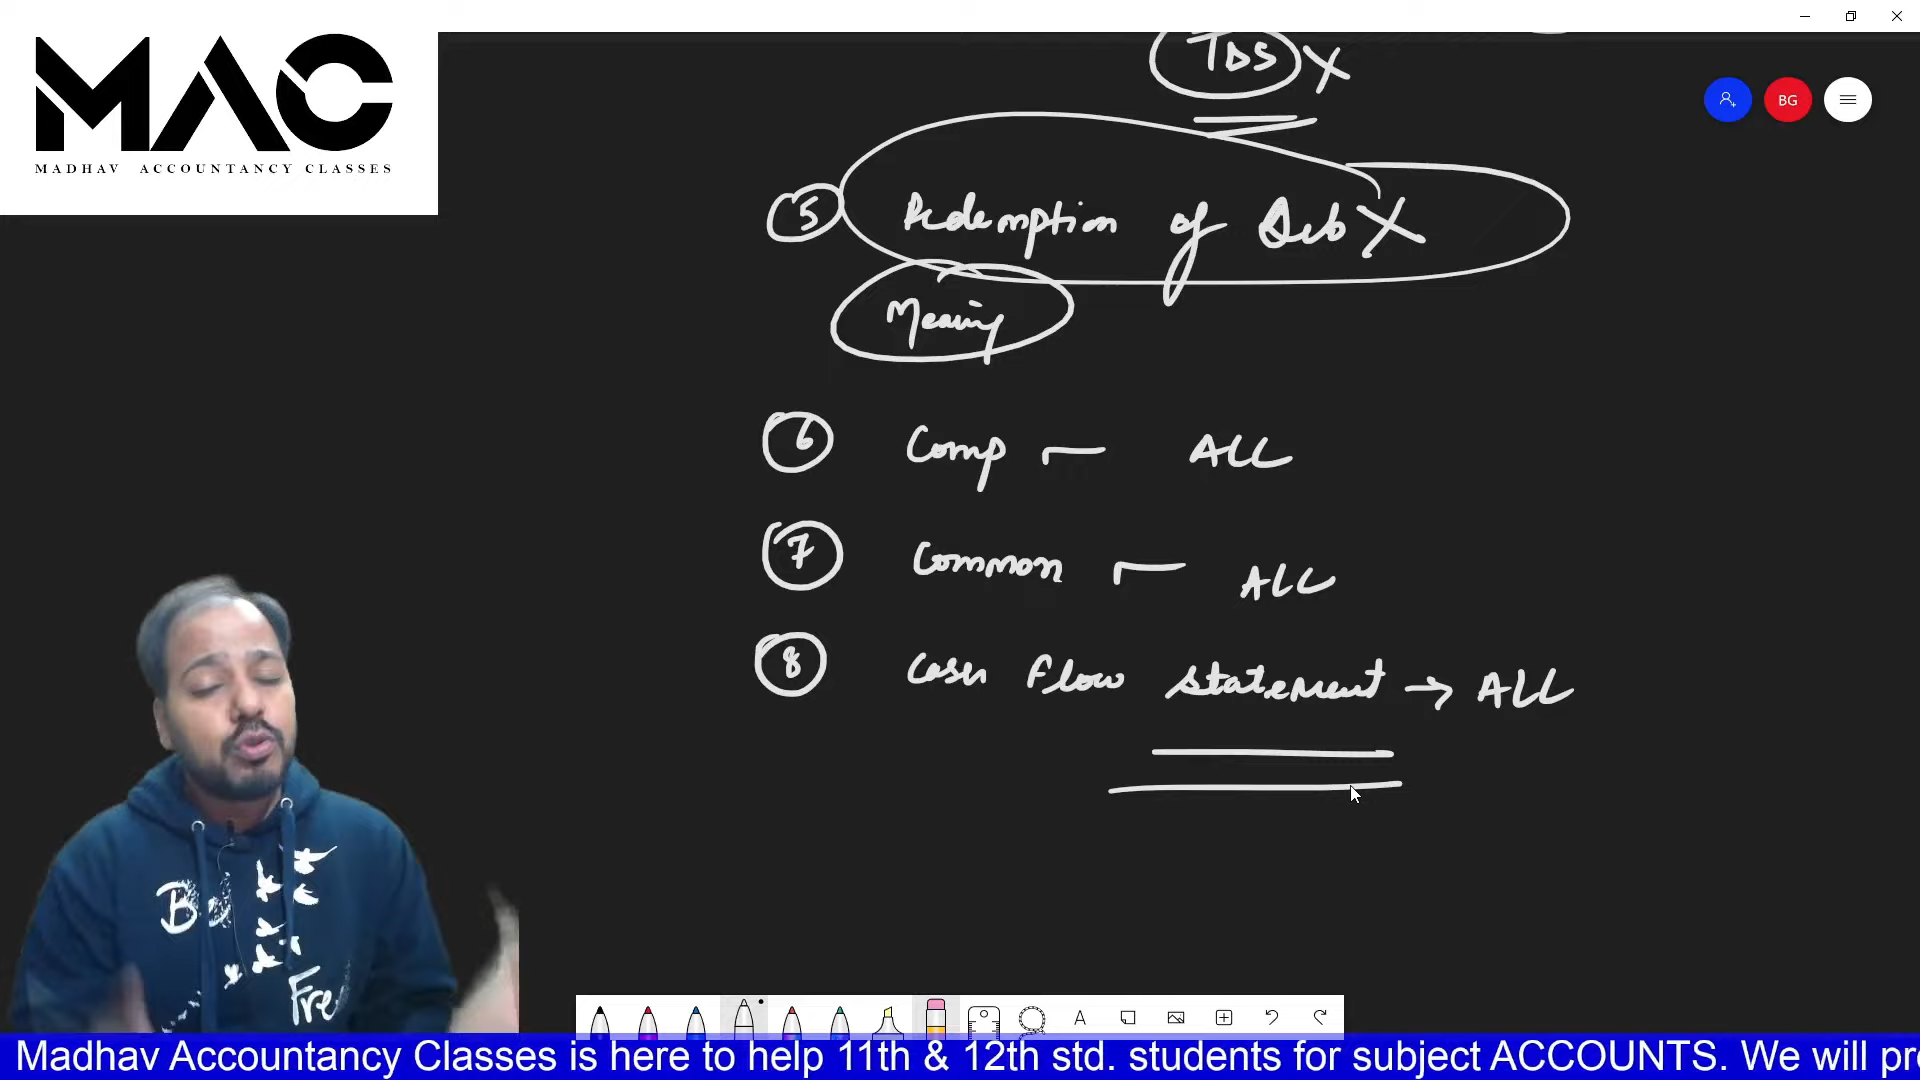 MAC
MADHAV ACCOUNTANCY CLASSES
TDS X
BG
5 Redemption of Deb X
Meaning
6 Comp — ALL
7 Common — ALL
8 Cash Flow Statement → ALL
Be
Fre
A
Madhav Accountancy Classes is here to help 11th & 12th std. students for subject ACCOUNTS. We will pr